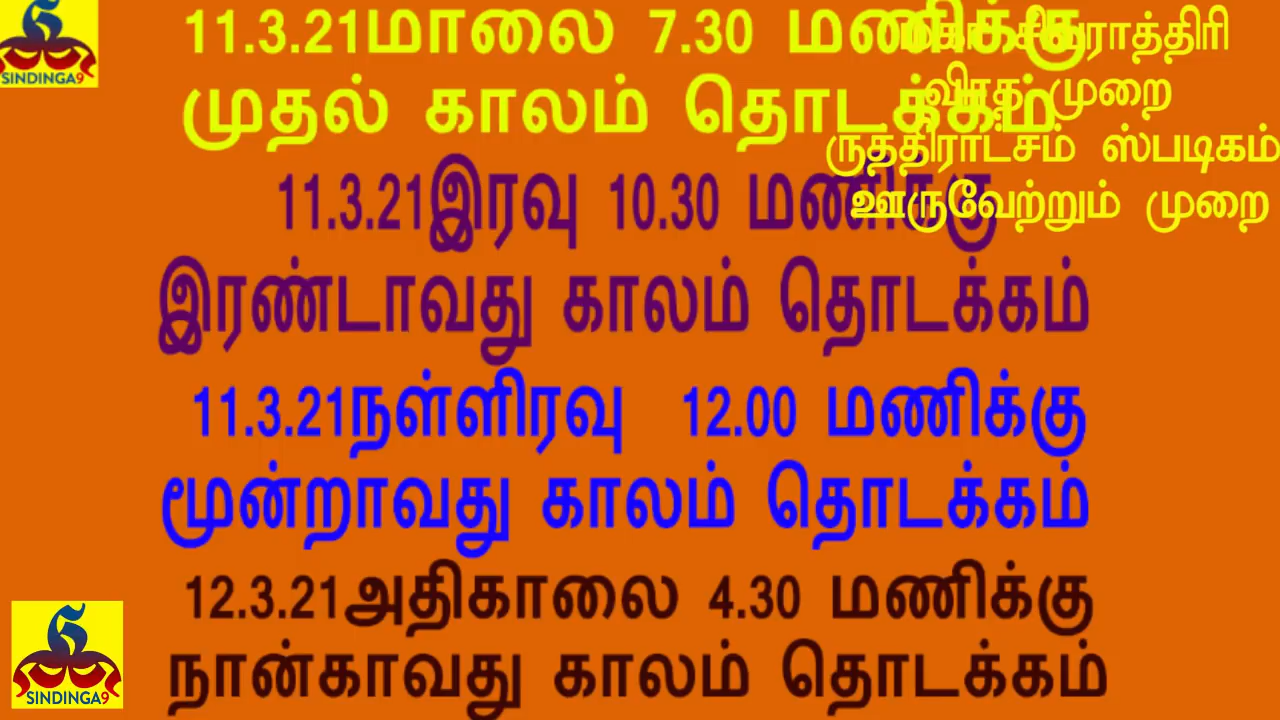 SINDINGA9
11.3.21மாலை 7.30 மணிக்கு
முதல் காலம் தொடக்கம்
சிவராத்திரி
விரத முறை
ருத்திராட்சம் ஸ்படிகம்
ஊருவேற்றும் முறை
11.3.21இரவு 10.30 மணிக்கு
இரண்டாவது காலம் தொடக்கம்
11.3.21நள்ளிரவு 12.00 மணிக்கு
மூன்றாவது காலம் தொடக்கம்
12.3.21அதிகாலை 4.30 மணிக்கு
நான்காவது காலம் தொடக்கம்
SINDINGA9